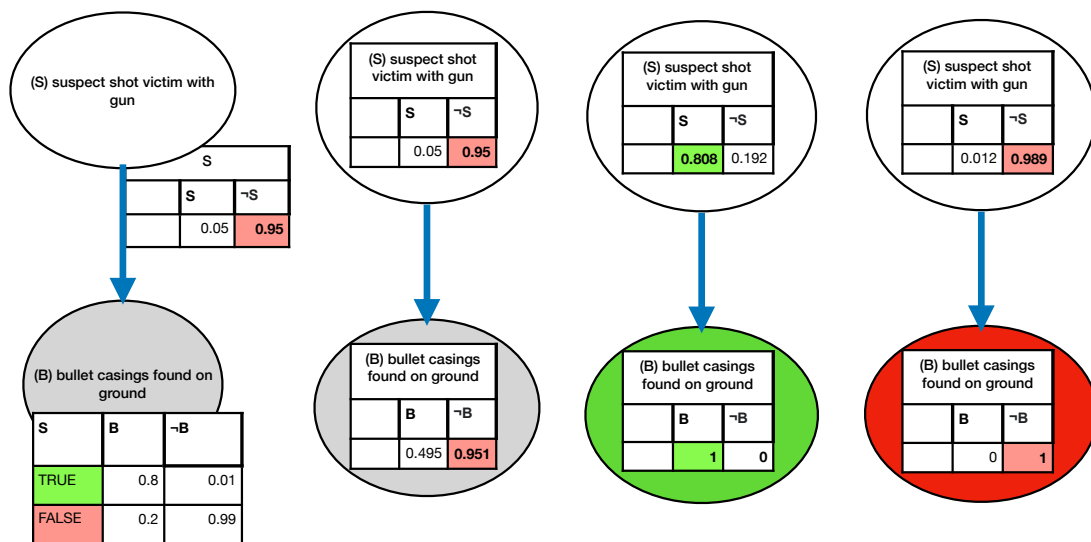 (S) suspect shot victim with
gun
S
S ¬S
0.05 0.95
(B) bullet casings found on
ground
S B ¬B
TRUE 0.8 0.01
FALSE 0.2 0.99
(S) suspect shot
victim with gun
S ¬S
0.05 0.95
(B) bullet casings
found on ground
B ¬B
0.495 0.951
(S) suspect shot
victim with gun
S ¬S
0.808 0.192
(B) bullet casings
found on ground
B ¬B
1 0
(S) suspect shot
victim with gun
S ¬S
0.012 0.989
(B) bullet casings
found on ground
B ¬B
0 1